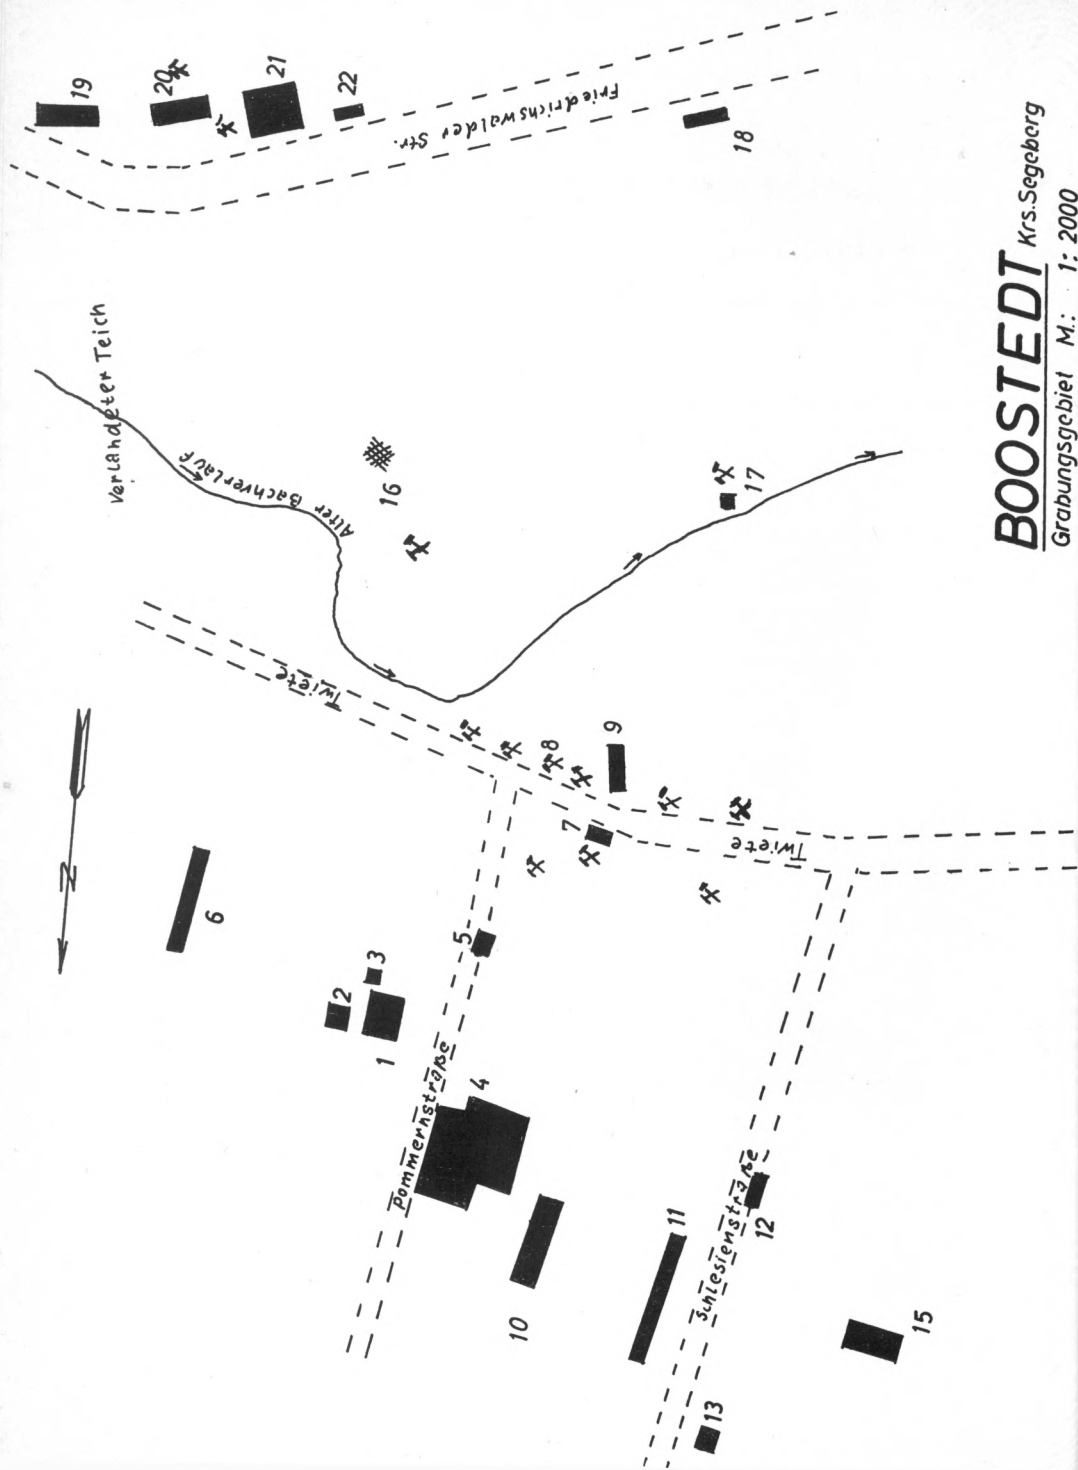 BOOSTEDT Krs.Segeberg
Grabungsgebiet M.: 1:2000
N
Friedrichswalder Str.
Verlandeter Teich
Alter Bachverlauf
Twiete
Twiete
Pommernstraße
Schlesienstraße
1
2
3
4
5
6
7
8
9
10
11
12
13
15
16
17
18
19
20
21
22